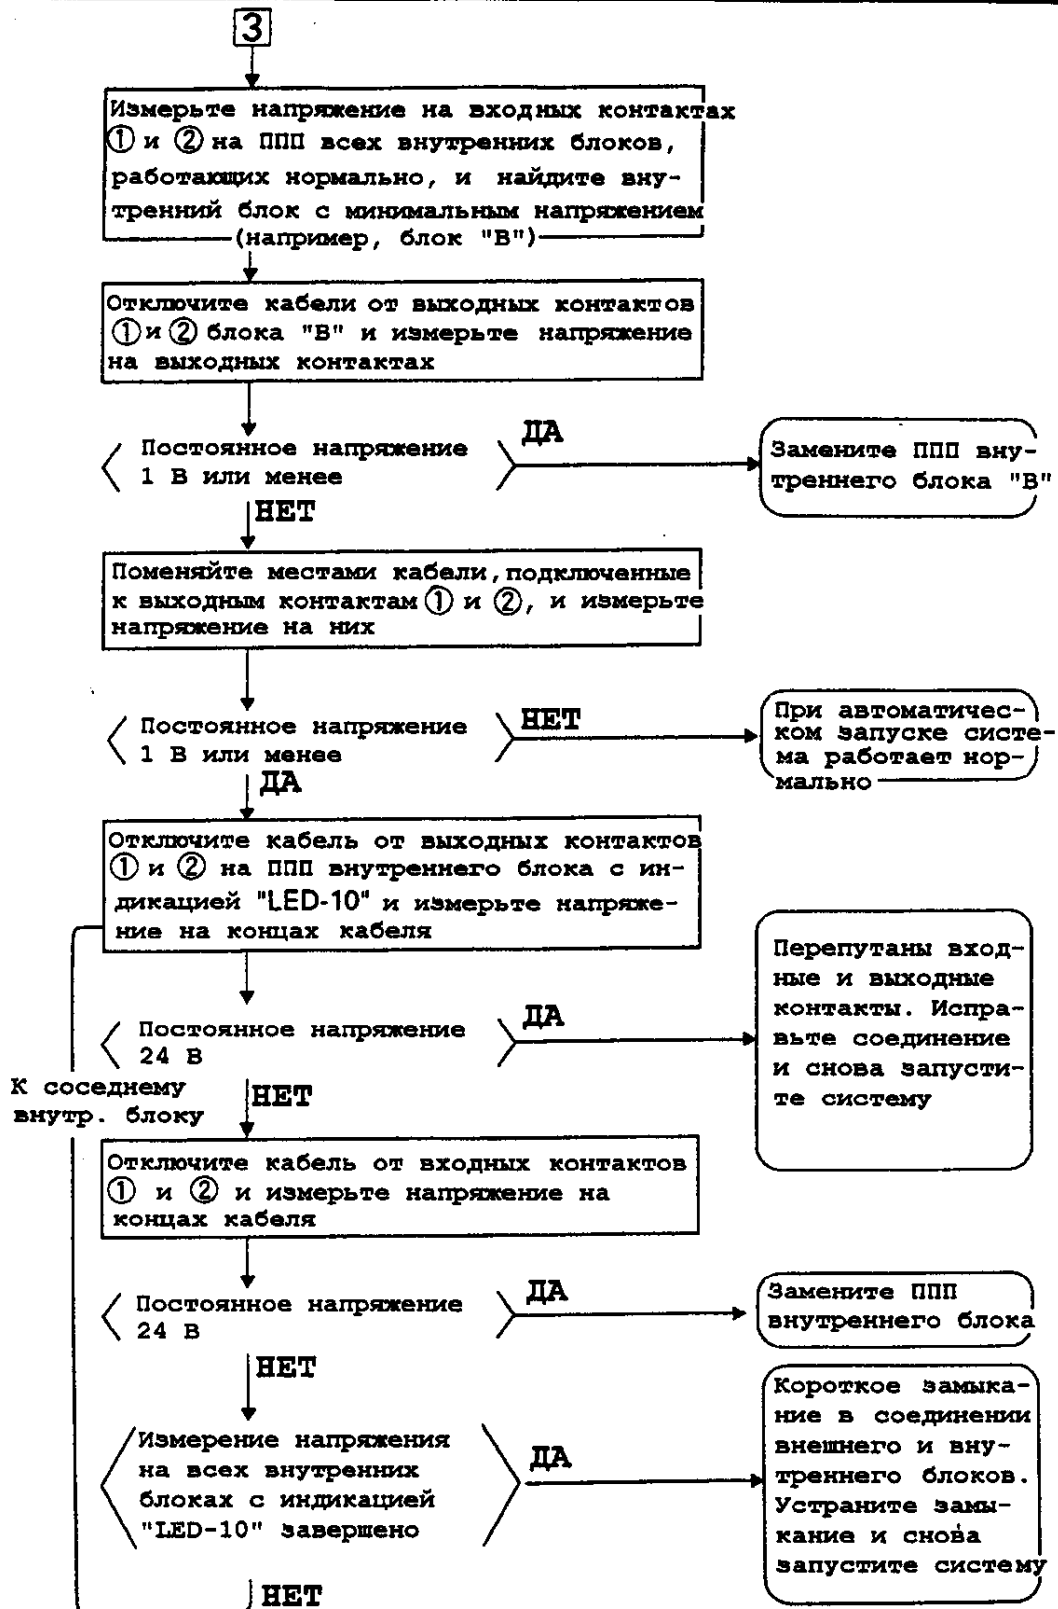 3
Измерьте напряжение на входных контактах
① и ② на ППП всех внутренних блоков,
работающих нормально, и найдите вну-
тренний блок с минимальным напряжением
(например, блок "В")
Отключите кабели от выходных контактов
① и ② блока "В" и измерьте напряжение
на выходных контактах
Постоянное напряжение
1 В или менее
ДА
Замените ППП вну-
треннего блока "В"
НЕТ
Поменяйте местами кабели, подключенные
к выходным контактам ① и ②, и измерьте
напряжение на них
Постоянное напряжение
1 В или менее
НЕТ
При автоматичес-
ком запуске систе-
ма работает нор-
мально
ДА
Отключите кабель от выходных контактов
① и ② на ППП внутреннего блока с ин-
дикацией "LED-10" и измерьте напряже-
ние на концах кабеля
Постоянное напряжение
24 В
ДА
Перепутаны вход-
ные и выходные
контакты. Испра-
вьте соединение
и снова запусти-
те систему
К соседнему
внутр. блоку
НЕТ
Отключите кабель от входных контактов
① и ② и измерьте напряжение на
концах кабеля
Постоянное напряжение
24 В
ДА
Замените ППП
внутреннего блока
НЕТ
Измерение напряжения
на всех внутренних
блоках с индикацией
"LED-10" завершено
ДА
Короткое замыка-
ние в соединении
внешнего и вну-
треннего блоков.
Устраните замы-
кание и снова
запустите систему
НЕТ